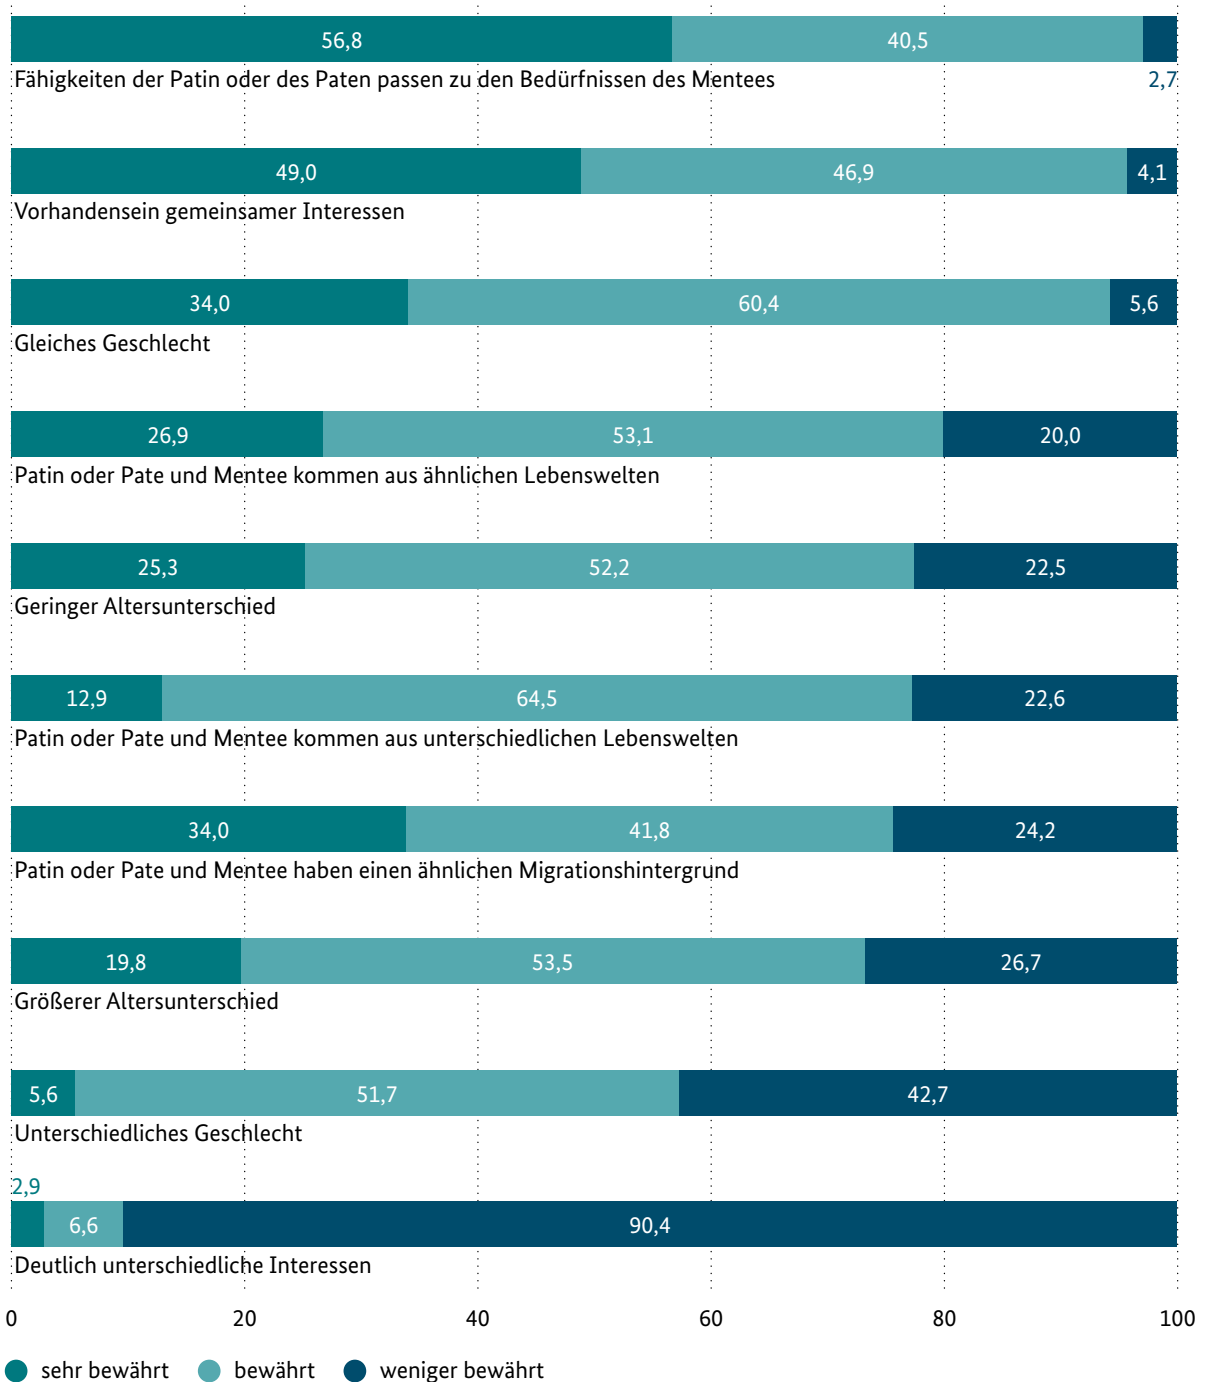 56,8 40,5
Fähigkeiten der Patin oder des Paten passen zu den Bedürfnissen des Mentees 2,7
49,0 46,9 4,1
Vorhandensein gemeinsamer Interessen
34,0 60,4 5,6
Gleiches Geschlecht
26,9 53,1 20,0
Patin oder Pate und Mentee kommen aus ähnlichen Lebenswelten
25,3 52,2 22,5
Geringer Altersunterschied
12,9 64,5 22,6
Patin oder Pate und Mentee kommen aus unterschiedlichen Lebenswelten
34,0 41,8 24,2
Patin oder Pate und Mentee haben einen ähnlichen Migrationshintergrund
19,8 53,5 26,7
Größerer Altersunterschied
5,6 51,7 42,7
Unterschiedliches Geschlecht
2,9
6,6 90,4
Deutlich unterschiedliche Interessen
0 20 40 60 80 100
sehr bewährt bewährt weniger bewährt